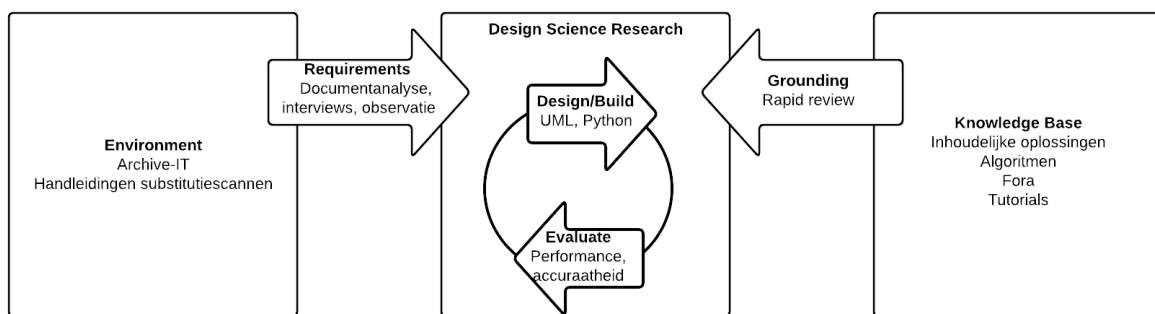 Design Science Research
Requirements
Documentanalyse,
interviews, observatie
Environment
Archive-IT
Handleidingen substitutiescannen
Design/Build
UML, Python
Evaluate
Performance,
accuraatheid
Grounding
Rapid review
Knowledge Base
Inhoudelijke oplossingen
Algoritmen
Fora
Tutorials